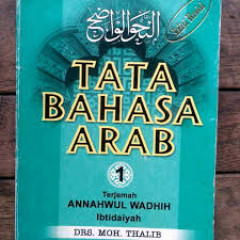 النحو الواضح
TATA
BAHASA
ARAB
1
Terjemah
ANNAHWUL WADHIH
Ibtidaiyah
DRS. MOH. THALIB